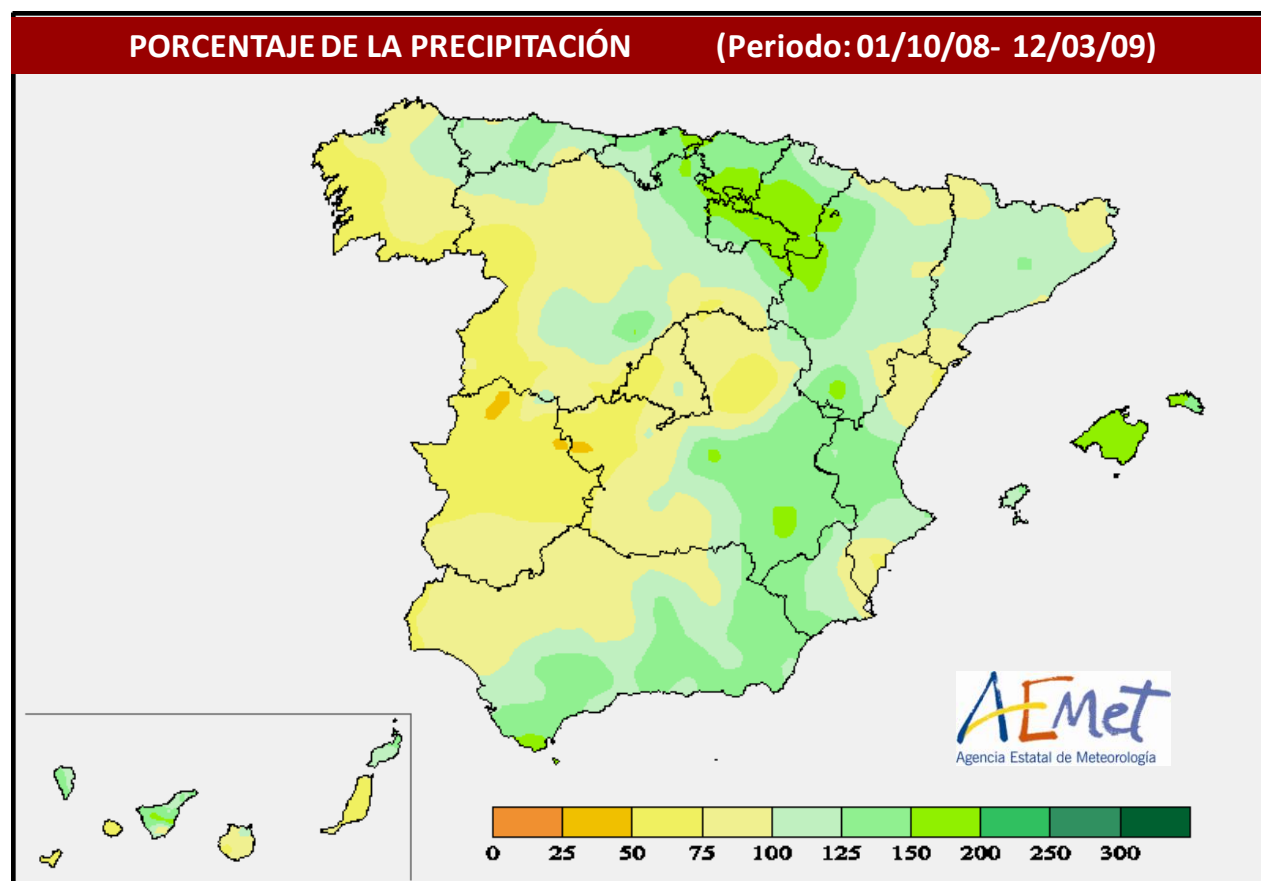 PORCENTAJE DE LA PRECIPITACIÓN (Periodo: 01/10/08- 12/03/09)
AEMet
Agencia Estatal de Meteorología
0 25 50 75 100 125 150 200 250 300